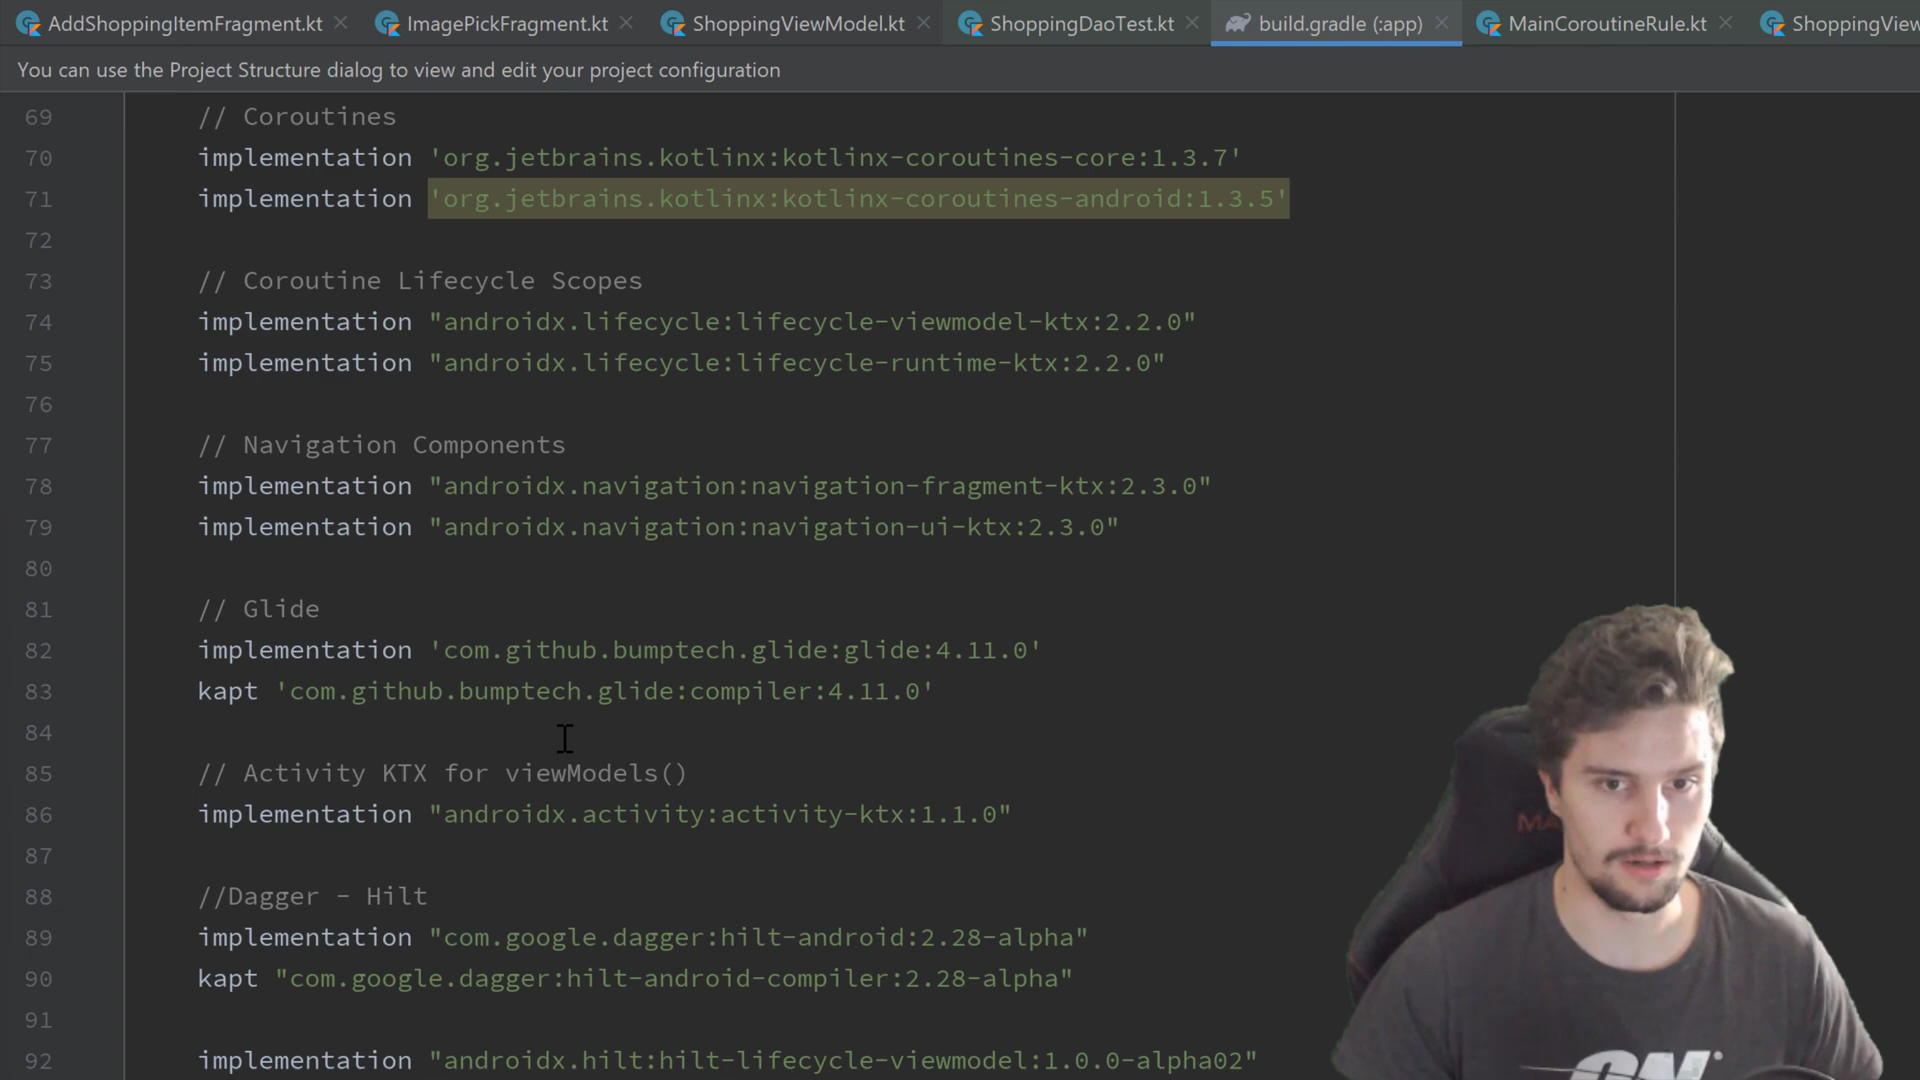 AddShoppingItemFragment.kt ImagePickFragment.kt ShoppingViewModel.kt ShoppingDaoTest.kt build.gradle (:app) MainCoroutineRule.kt ShoppingView
You can use the Project Structure dialog to view and edit your project configuration
69 // Coroutines
70 implementation 'org.jetbrains.kotlinx:kotlinx-coroutines-core:1.3.7'
71 implementation 'org.jetbrains.kotlinx:kotlinx-coroutines-android:1.3.5'
72
73 // Coroutine Lifecycle Scopes
74 implementation "androidx.lifecycle:lifecycle-viewmodel-ktx:2.2.0"
75 implementation "androidx.lifecycle:lifecycle-runtime-ktx:2.2.0"
76
77 // Navigation Components
78 implementation "androidx.navigation:navigation-fragment-ktx:2.3.0"
79 implementation "androidx.navigation:navigation-ui-ktx:2.3.0"
80
81 // Glide
82 implementation 'com.github.bumptech.glide:glide:4.11.0'
83 kapt 'com.github.bumptech.glide:compiler:4.11.0'
84
85 // Activity KTX for viewModels()
86 implementation "androidx.activity:activity-ktx:1.1.0"
87
88 //Dagger - Hilt
89 implementation "com.google.dagger:hilt-android:2.28-alpha"
90 kapt "com.google.dagger:hilt-android-compiler:2.28-alpha"
91
92 implementation "androidx.hilt:hilt-lifecycle-viewmodel:1.0.0-alpha02"